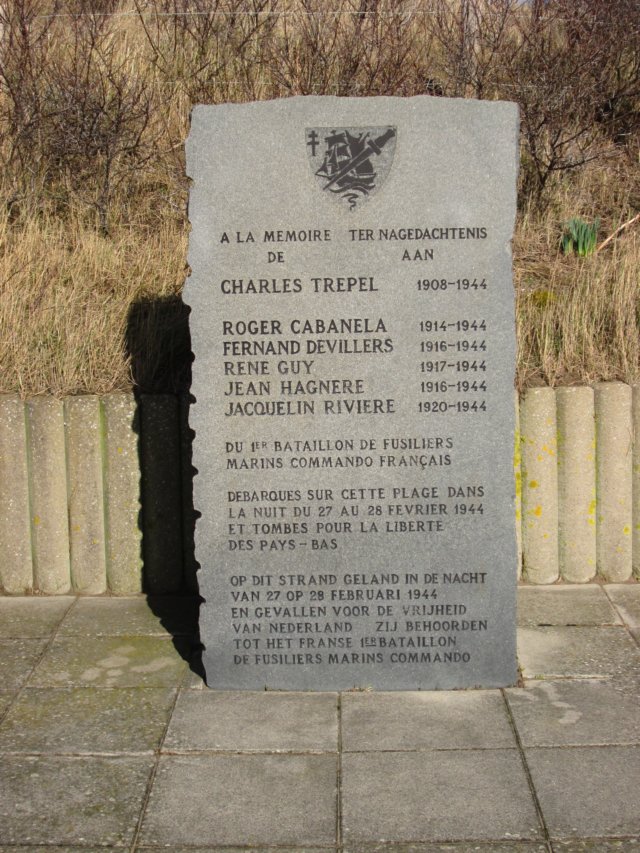 A LA MEMOIRE TER NAGEDACHTENIS
DE AAN
CHARLES TREPEL 1908-1944
ROGER CABANELA 1914-1944
FERNAND DEVILLERS 1916-1944
RENE GUY 1917-1944
JEAN HAGNERE 1916-1944
JACQUELIN RIVIERE 1920-1944
DU 1ER BATAILLON DE FUSILIERS
MARINS COMMANDO FRANÇAIS
DEBARQUES SUR CETTE PLAGE DANS
LA NUIT DU 27 AU 28 FEVRIER 1944
ET TOMBES POUR LA LIBERTE
DES PAYS-BAS
OP DIT STRAND GELAND IN DE NACHT
VAN 27 OP 28 FEBRUARI 1944
EN GEVALLEN VOOR DE VRIJHEID
VAN NEDERLAND ZIJ BEHOORDEN
TOT HET FRANSE 1ERBATAILLON
DE FUSILIERS MARINS COMMANDO